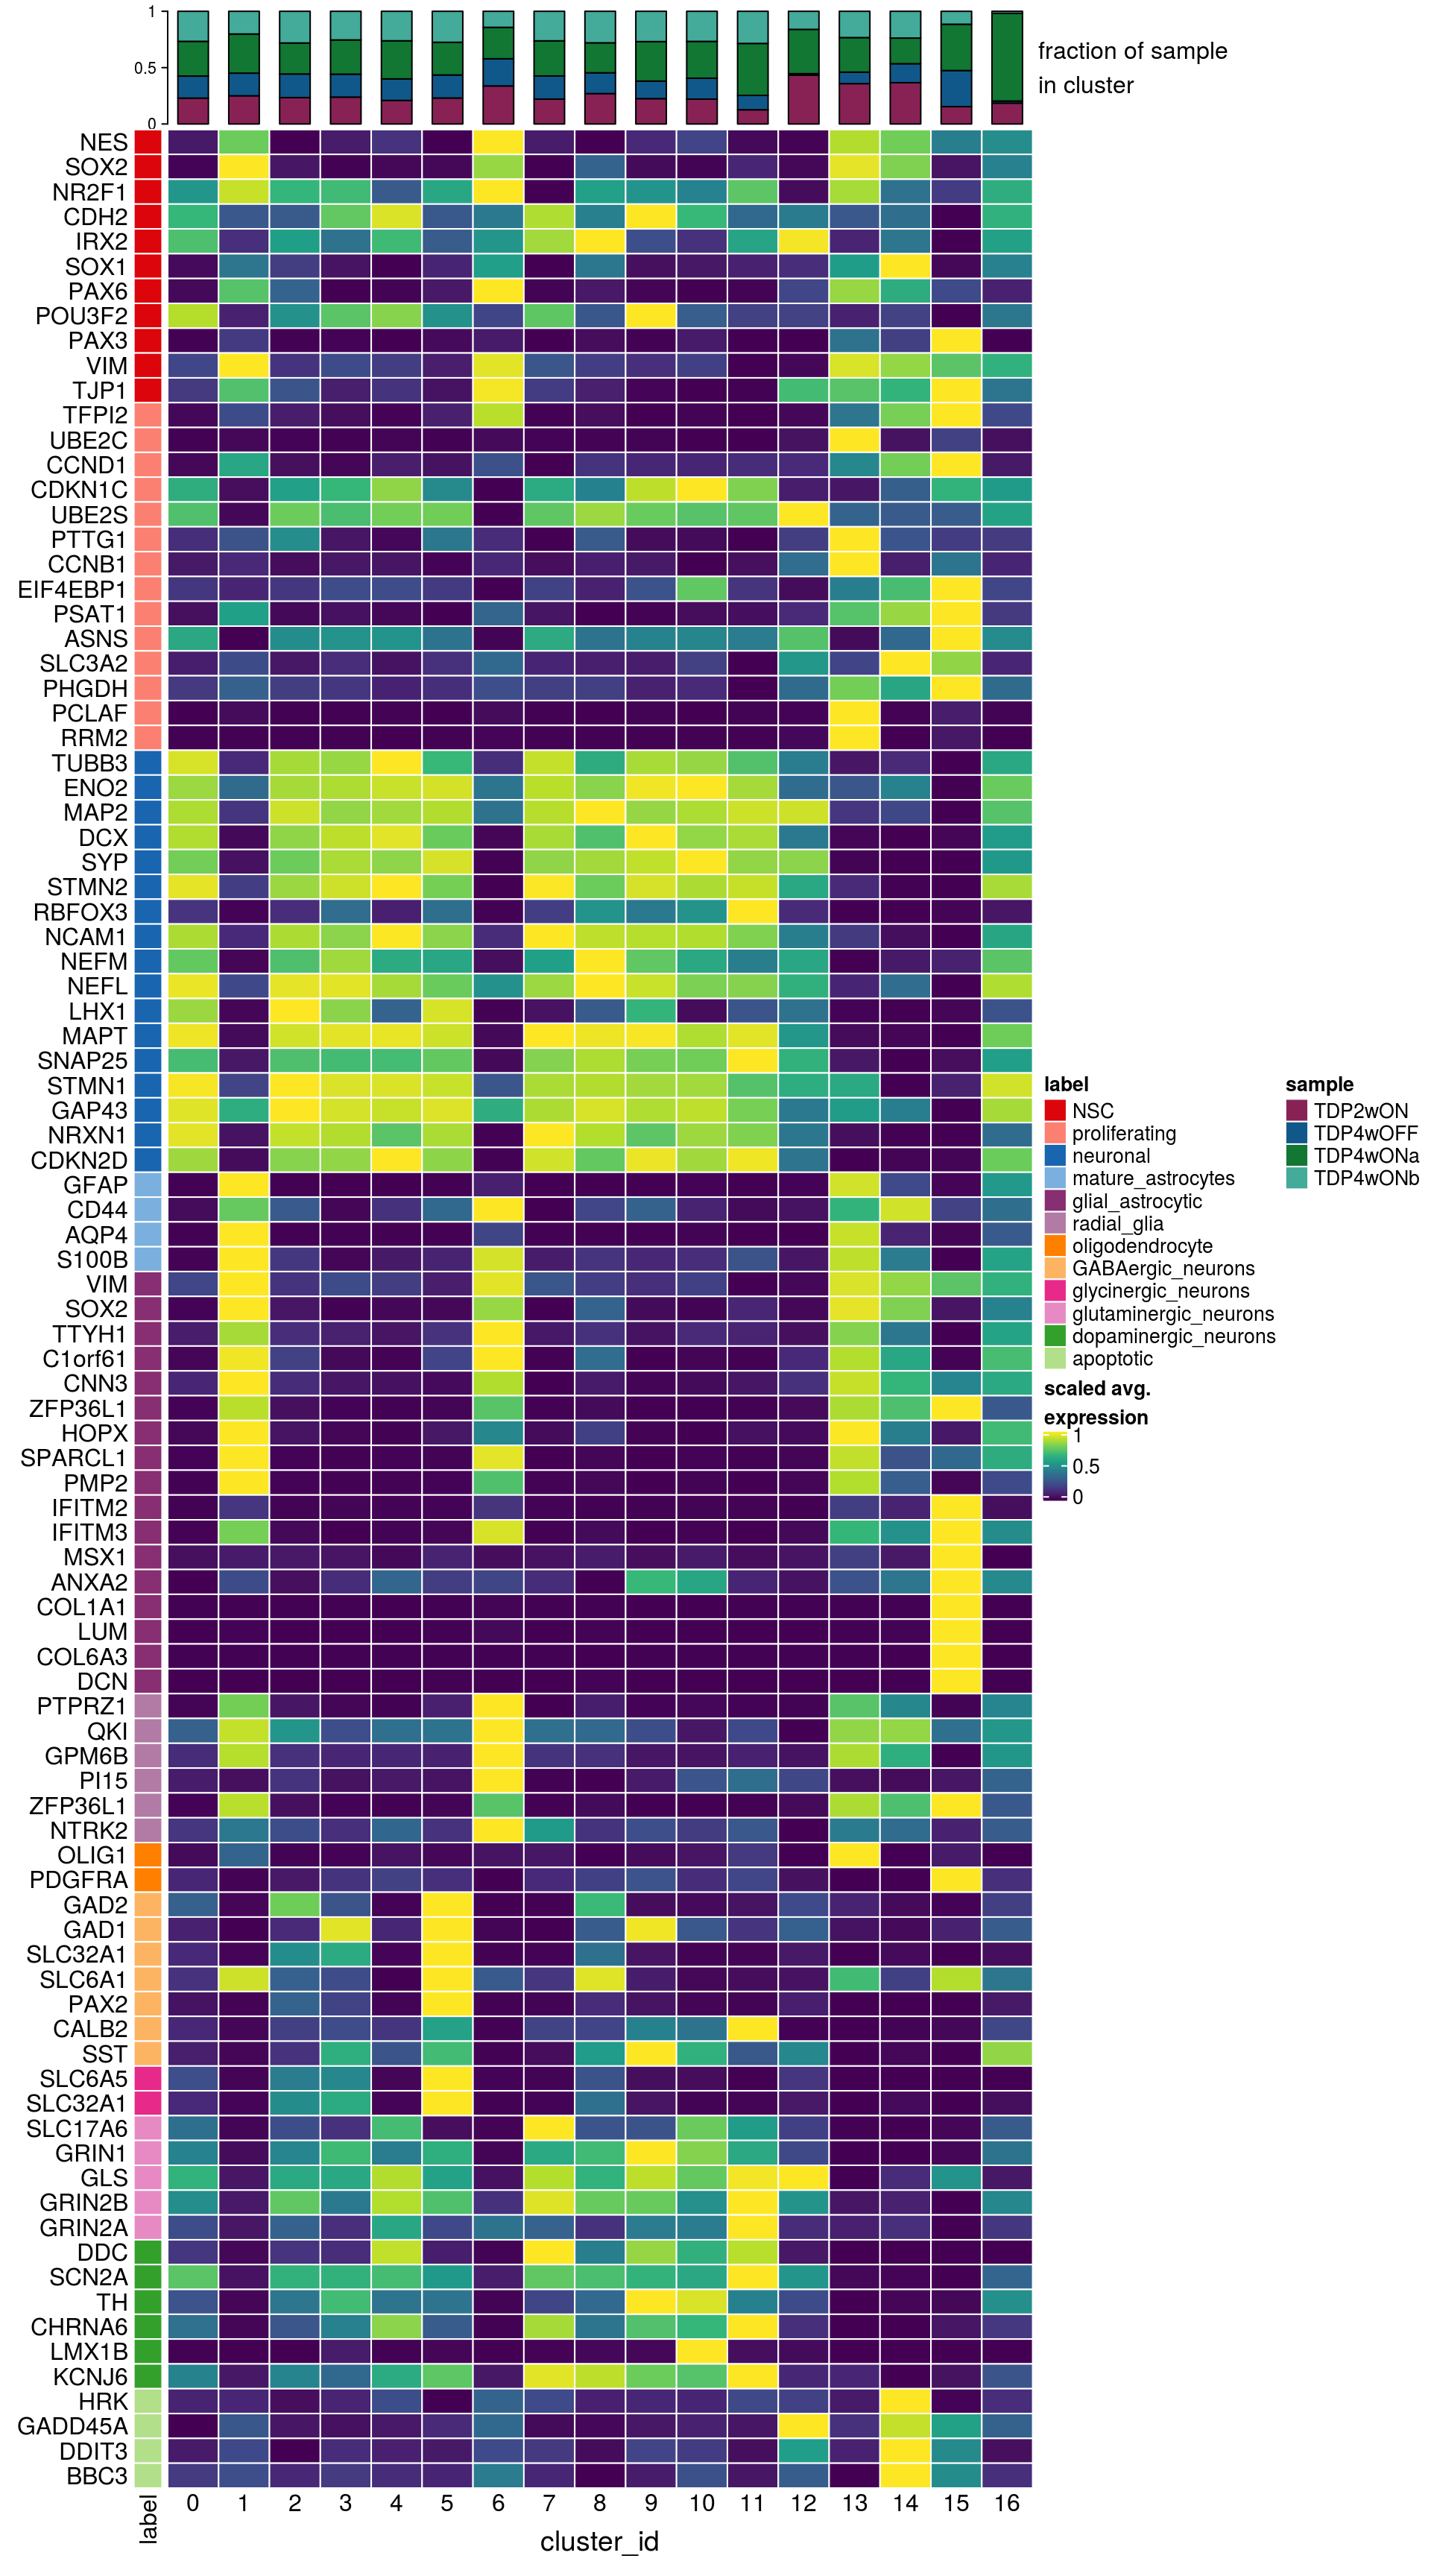 1
0.5
0
fraction of sample
in cluster
NES
SOX2
NR2F1
CDH2
IRX2
SOX1
PAX6
POU3F2
PAX3
VIM
TJP1
TFPI2
UBE2C
CCND1
CDKN1C
UBE2S
PTTG1
CCNB1
EIF4EBP1
PSAT1
ASNS
SLC3A2
PHGDH
PCLAF
RRM2
TUBB3
ENO2
MAP2
DCX
SYP
STMN2
RBFOX3
NCAM1
NEFM
NEFL
LHX1
MAPT
SNAP25
STMN1
GAP43
NRXN1
CDKN2D
GFAP
CD44
AQP4
S100B
VIM
SOX2
TTYH1
C1orf61
CNN3
ZFP36L1
HOPX
SPARCL1
PMP2
IFITM2
IFITM3
MSX1
ANXA2
COL1A1
LUM
COL6A3
DCN
PTPRZ1
QKI
GPM6B
PI15
ZFP36L1
NTRK2
OLIG1
PDGFRA
GAD2
GAD1
SLC32A1
SLC6A1
PAX2
CALB2
SST
SLC6A5
SLC32A1
SLC17A6
GRIN1
GLS
GRIN2B
GRIN2A
DDC
SCN2A
TH
CHRNA6
LMX1B
KCNJ6
HRK
GADD45A
DDIT3
BBC3
label
0 1 2 3 4 5 6 7 8 9 10 11 12 13 14 15 16
cluster_id
label
NSC
proliferating
neuronal
mature_astrocytes
glial_astrocytic
radial_glia
oligodendrocyte
GABAergic_neurons
glycinergic_neurons
glutaminergic_neurons
dopaminergic_neurons
apoptotic
scaled avg.
expression
1
0.5
0
sample
TDP2wON
TDP4wOFF
TDP4wONa
TDP4wONb